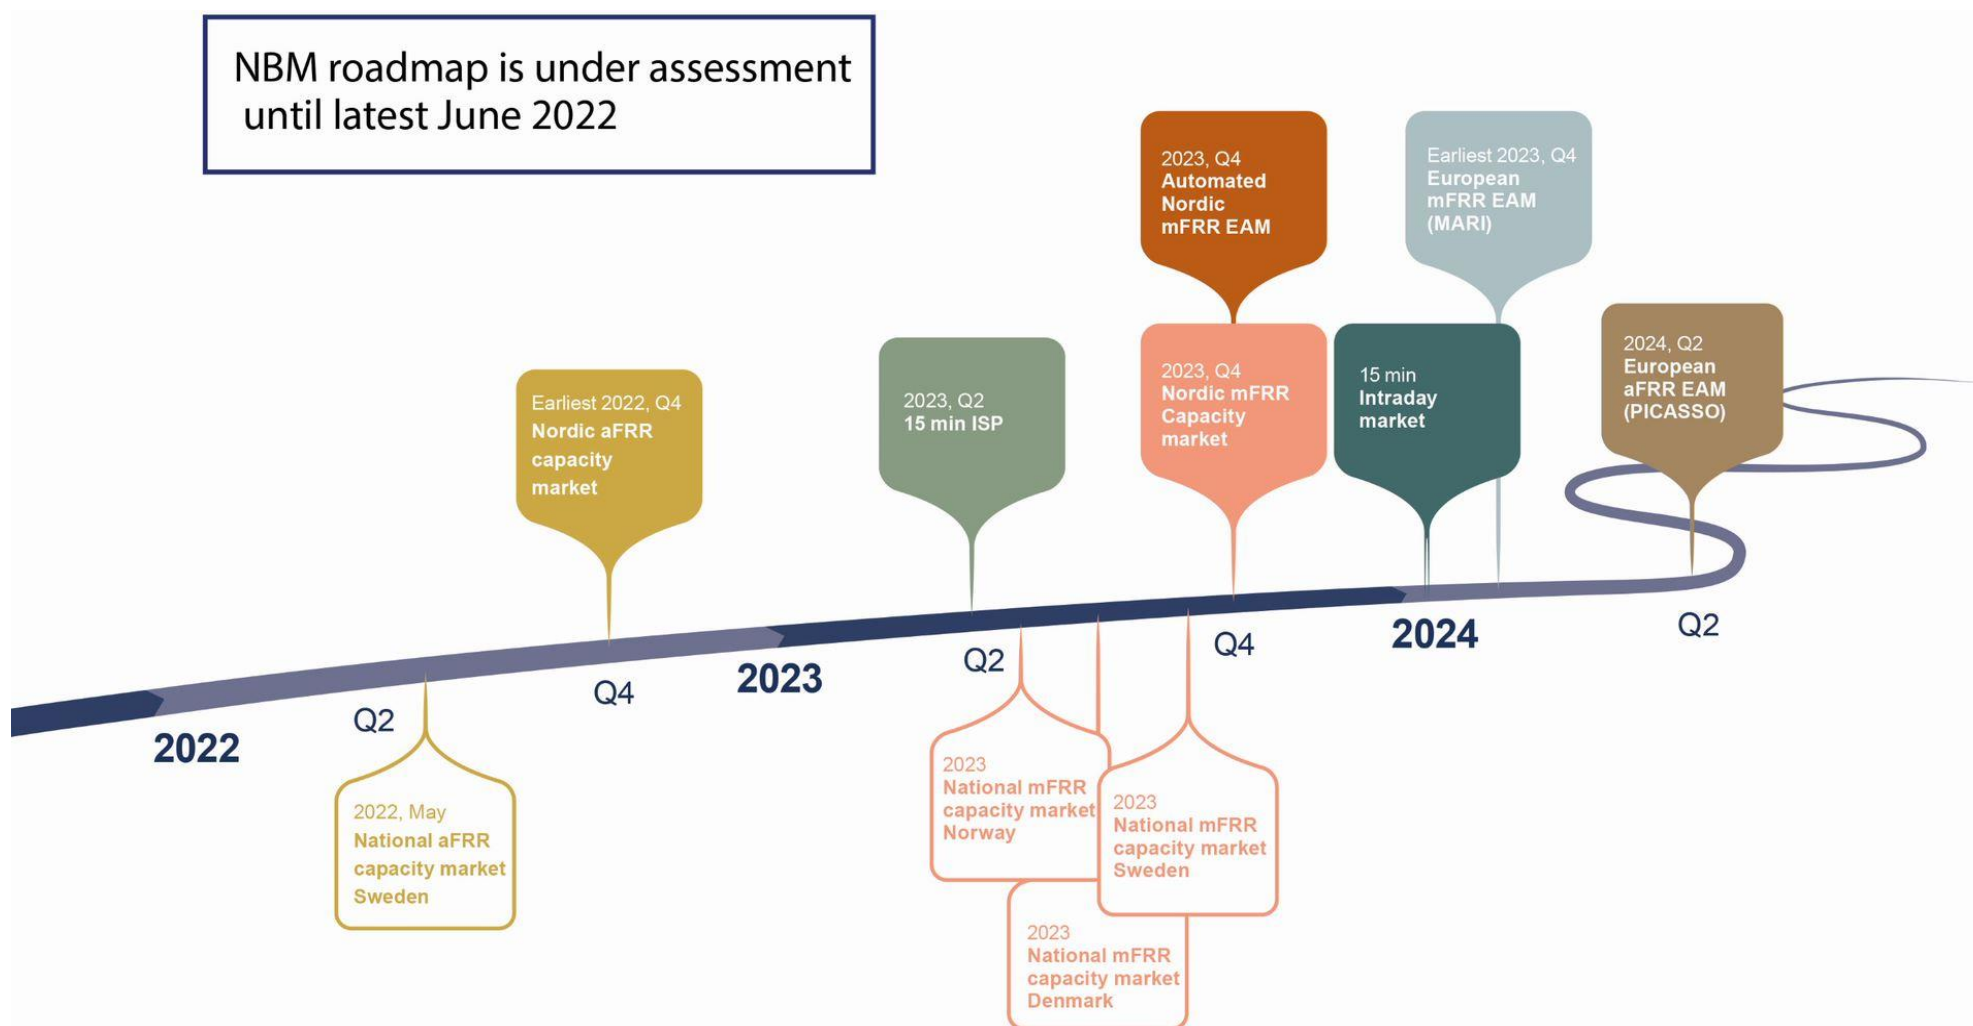 NBM roadmap is under assessment
until latest June 2022
2023, Q4
Automated
Nordic
mFRR EAM
Earliest 2023, Q4
European
mFRR EAM
(MARI)
Earliest 2022, Q4
Nordic aFRR
capacity
market
2023, Q2
15 min ISP
2023, Q4
Nordic mFRR
Capacity
market
15 min
Intraday
market
2024, Q2
European
aFRR EAM
(PICASSO)
2022
Q2
Q4
2023
Q2
Q4
2024
Q2
2022, May
National aFRR
capacity market
Sweden
2023
National mFRR
capacity market
Norway
2023
National mFRR
capacity market
Sweden
2023
National mFRR
capacity market
Denmark